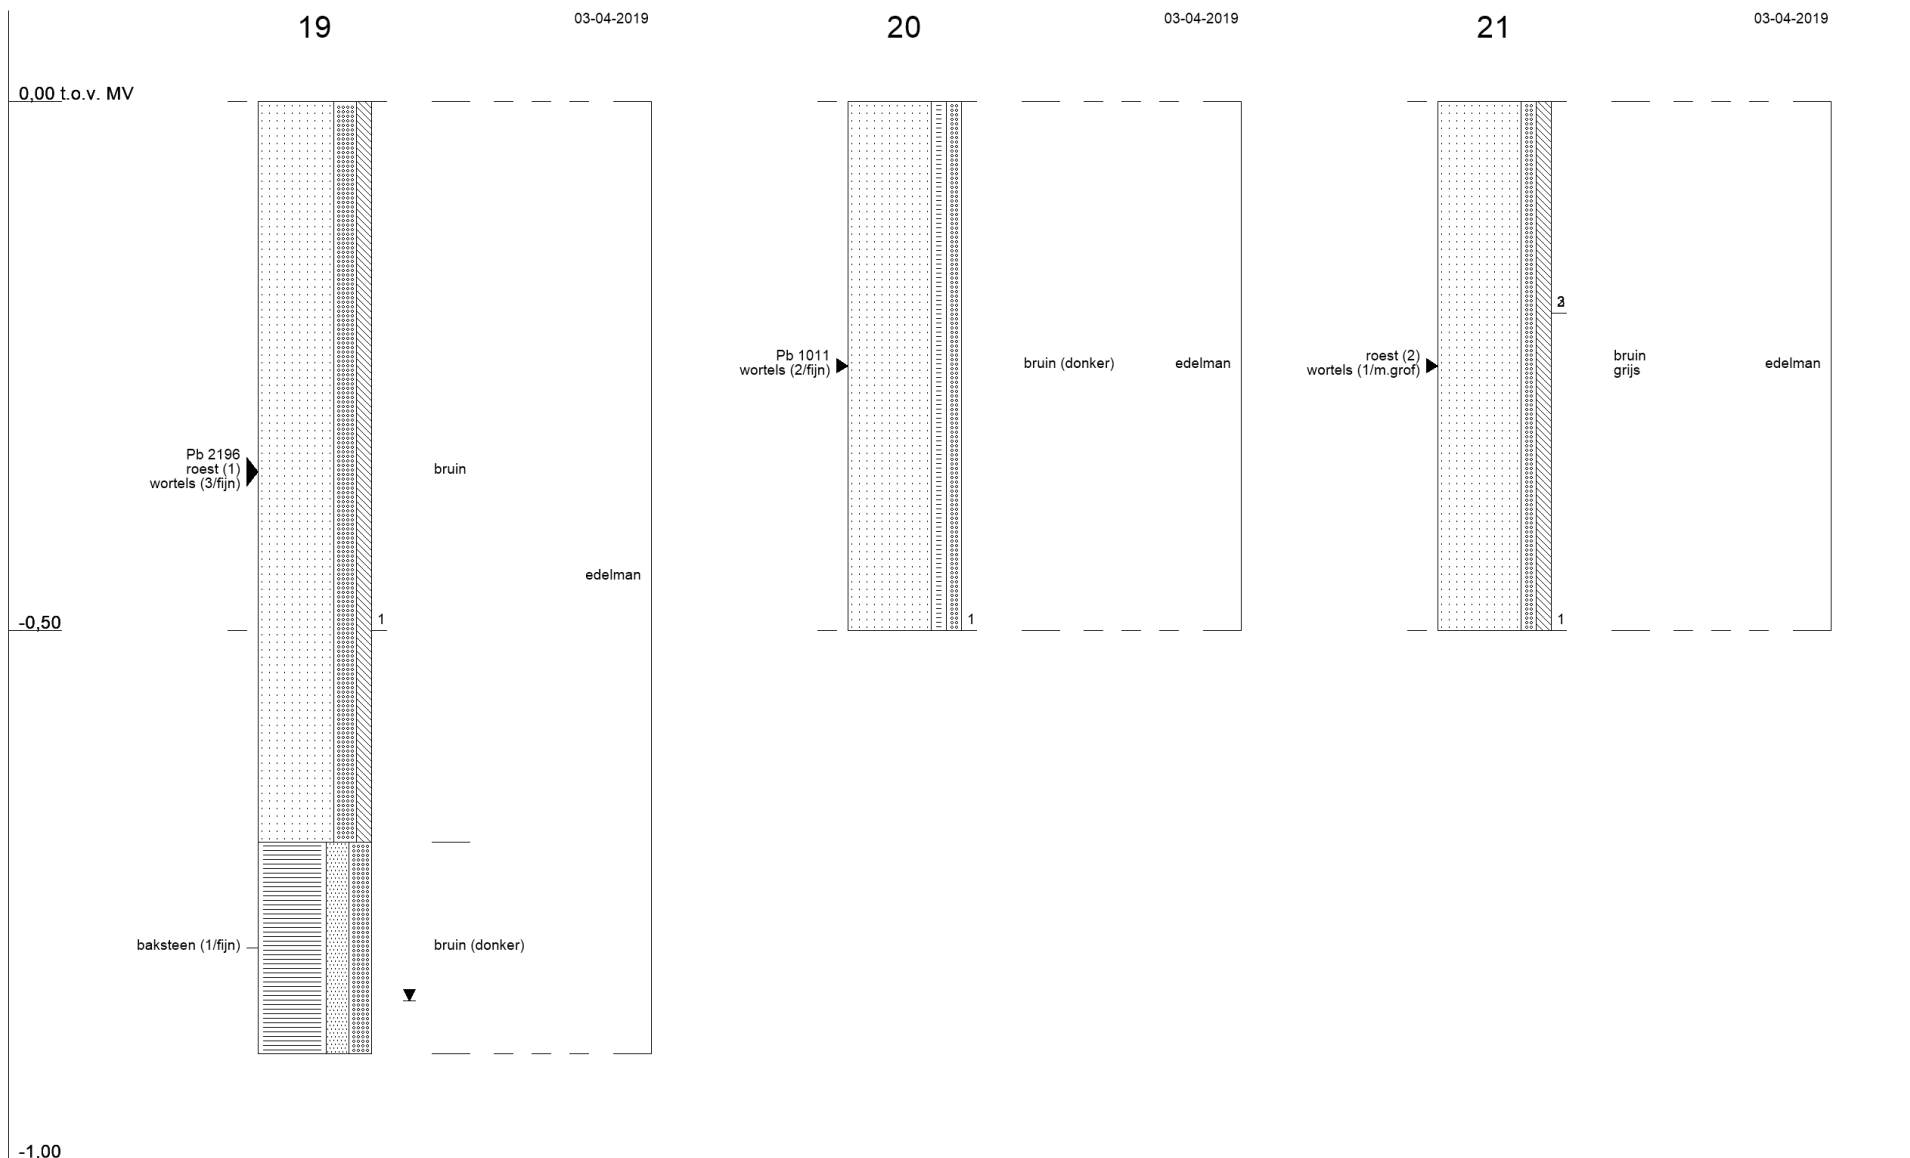 19
03-04-2019
20
03-04-2019
21
03-04-2019
0,00 t.o.v. MV
Pb 2196
roest (1)
wortels (3/fijn)
bruin
edelman
1
-0,50
baksteen (1/fijn)
bruin (donker)
Pb 1011
wortels (2/fijn)
bruin (donker)
edelman
1
roest (2)
wortels (1/m.grof)
bruin
grijs
edelman
1
-1,00